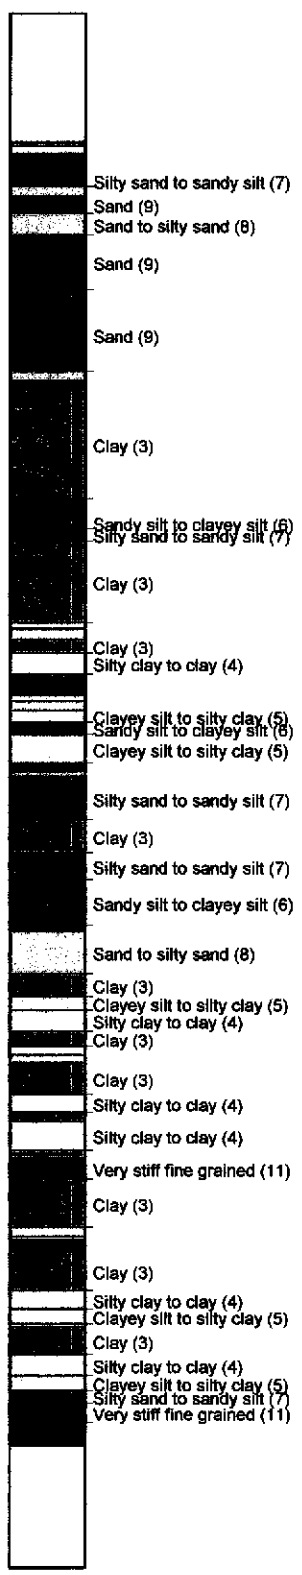 Silty sand to sandy silt (7)
Sand (9)
Sand to silty sand (8)
Sand (9)
Sand (9)
Clay (3)
Sandy silt to clayey silt (6)
Silty sand to sandy silt (7)
Clay (3)
Clay (3)
Silty clay to clay (4)
Clayey silt to silty clay (5)
Sandy silt to clayey silt (6)
Clayey silt to silty clay (5)
Silty sand to sandy silt (7)
Clay (3)
Silty sand to sandy silt (7)
Sandy silt to clayey silt (6)
Sand to silty sand (8)
Clay (3)
Clayey silt to silty clay (5)
Silty clay to clay (4)
Clay (3)
Clay (3)
Silty clay to clay (4)
Silty clay to clay (4)
Very stiff fine grained (11)
Clay (3)
Clay (3)
Silty clay to clay (4)
Clayey silt to silty clay (5)
Clay (3)
Silty clay to clay (4)
Clayey silt to silty clay (5)
Silty sand to sandy silt (7)
Very stiff fine grained (11)